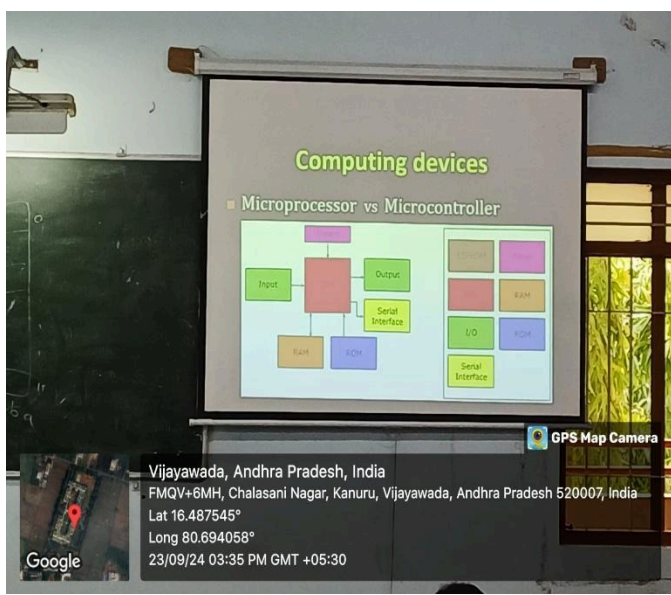 Computing devices
Microprocessor vs Microcontroller
Input
Output
Serial
Interface
RAM
ROM
EEPROM
RAM
I/O
ROM
Serial
Interface
GPS Map Camera
Vijayawada, Andhra Pradesh, India
FMQV+6MH, Chalasani Nagar, Kanuru, Vijayawada, Andhra Pradesh 520007, India
Lat 16.487545°
Long 80.694058°
23/09/24 03:35 PM GMT +05:30
Google